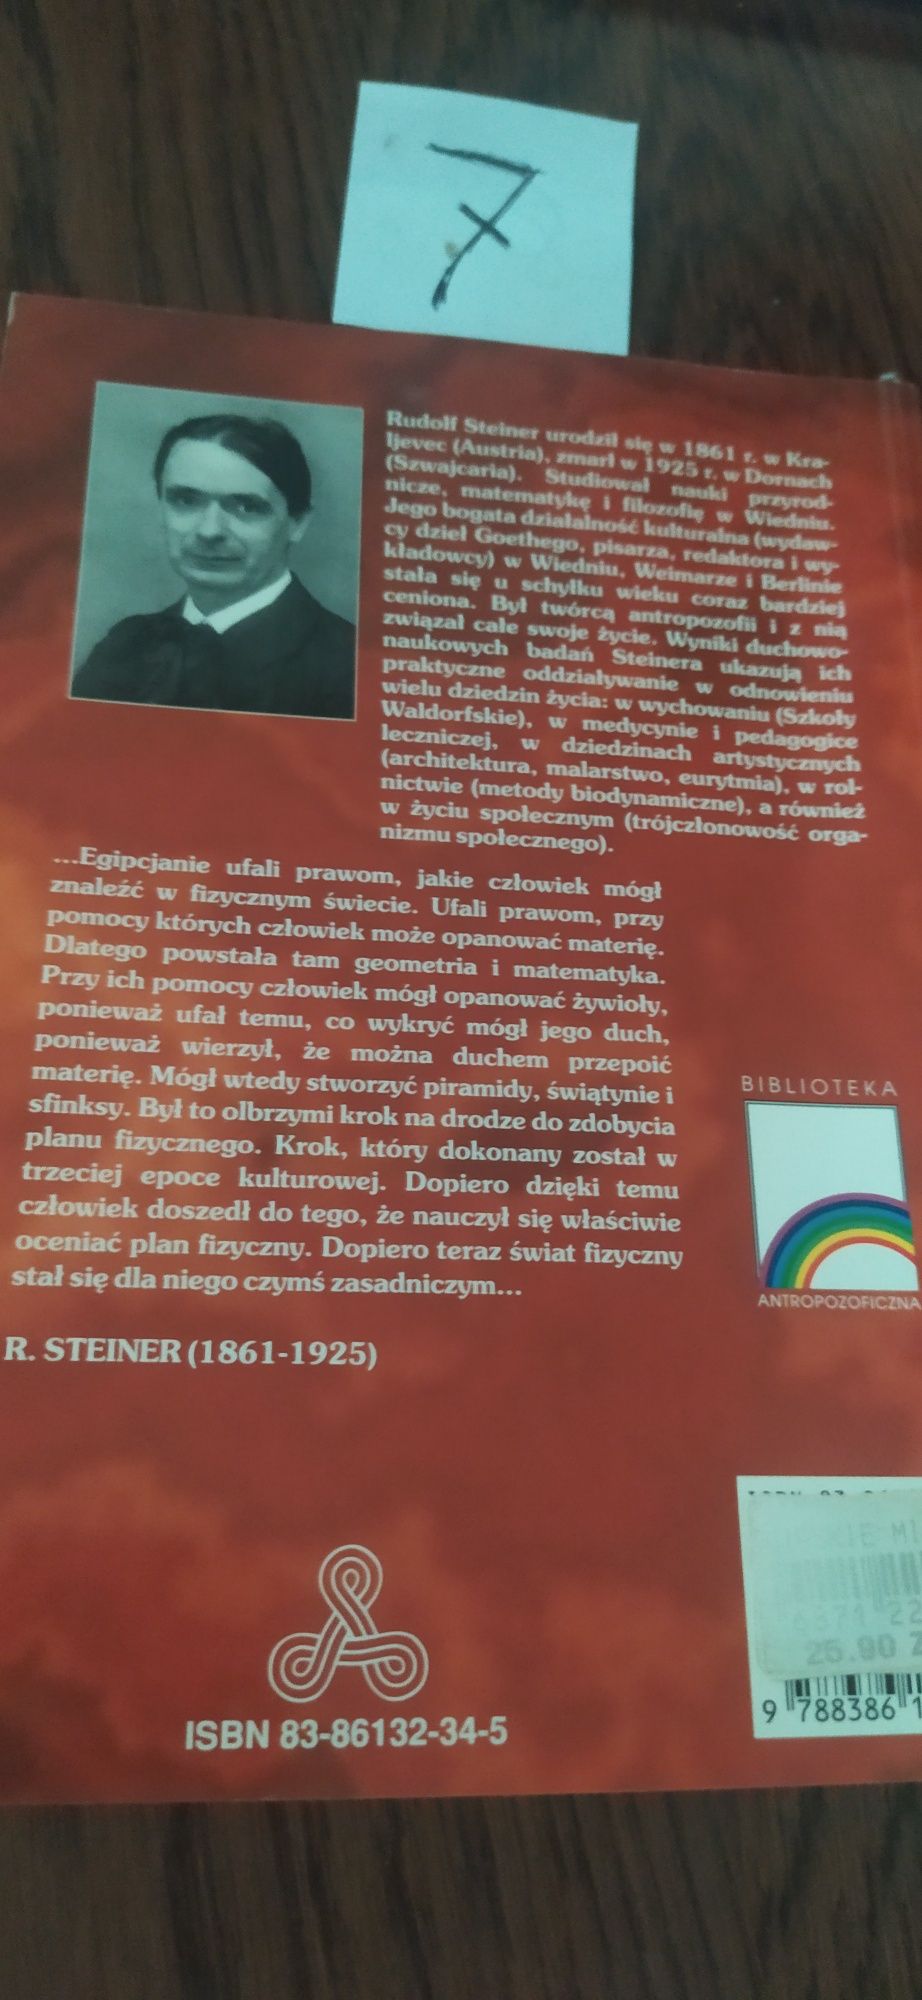 7
Rudolf Steiner urodził się w 1861 r. w Kra-
ljevec (Austria), zmarł w 1925 r. w Dornach
(Szwajcaria). Studiował nauki przyrod-
nicze, matematykę i filozofię w Wiedniu.
Jego bogata działalność kulturalna (wydaw-
cy dzieł Goethego, pisarza, redaktora i wy-
kładowcy) w Wiedniu, Weimarze i Berlinie
stała się u schyłku wieku coraz bardziej
ceniona. Był twórcą antropozofii i z nią
związał całe swoje życie. Wyniki duchowo-
naukowych badań Steinera ukazują ich
praktyczne oddziaływanie w odnowieniu
wielu dziedzin życia: w wychowaniu (Szkoły
Waldorfskie), w medycynie i pedagogice
leczniczej, w dziedzinach artystycznych
(architektura, malarstwo, eurytmia), w rol-
nictwie (metody biodynamiczne), a również
w życiu społecznym (trójczłonowość orga-
nizmu społecznego).
...Egipcjanie ufali prawom, jakie człowiek mógł
znaleźć w fizycznym świecie. Ufali prawom, przy
pomocy których człowiek może opanować materię.
Dlatego powstała tam geometria i matematyka.
Przy ich pomocy człowiek mógł opanować żywioły,
ponieważ ufał temu, co wykryć mógł jego duch,
ponieważ wierzył, że można duchem przepoić
materię. Mógł wtedy stworzyć piramidy, świątynie i
sfinksy. Był to olbrzymi krok na drodze do zdobycia
planu fizycznego. Krok, który dokonany został w
trzeciej epoce kulturowej. Dopiero dzięki temu
człowiek doszedł do tego, że nauczył się właściwie
oceniać plan fizyczny. Dopiero teraz świat fizyczny
stał się dla niego czymś zasadniczym...
R. STEINER (1861-1925)
BIBLIOTEKA
ANTROPOZOFICZNA
25.90 Z
9 788386 1
ISBN 83-86132-34-5